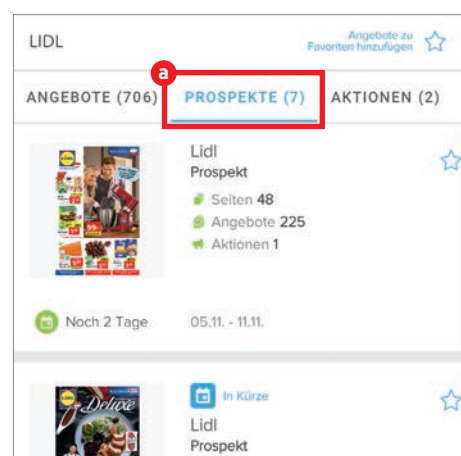 LIDL
Angebote zu
Favoriten hinzufügen
a
ANGEBOTE (706) PROSPEKTE (7) AKTIONEN (2)
Lidl
Prospekt
Seiten 48
Angebote 225
Aktionen 1
Noch 2 Tage 05.11. - 11.11.
In Kürze
Lidl
Prospekt
Deluxe